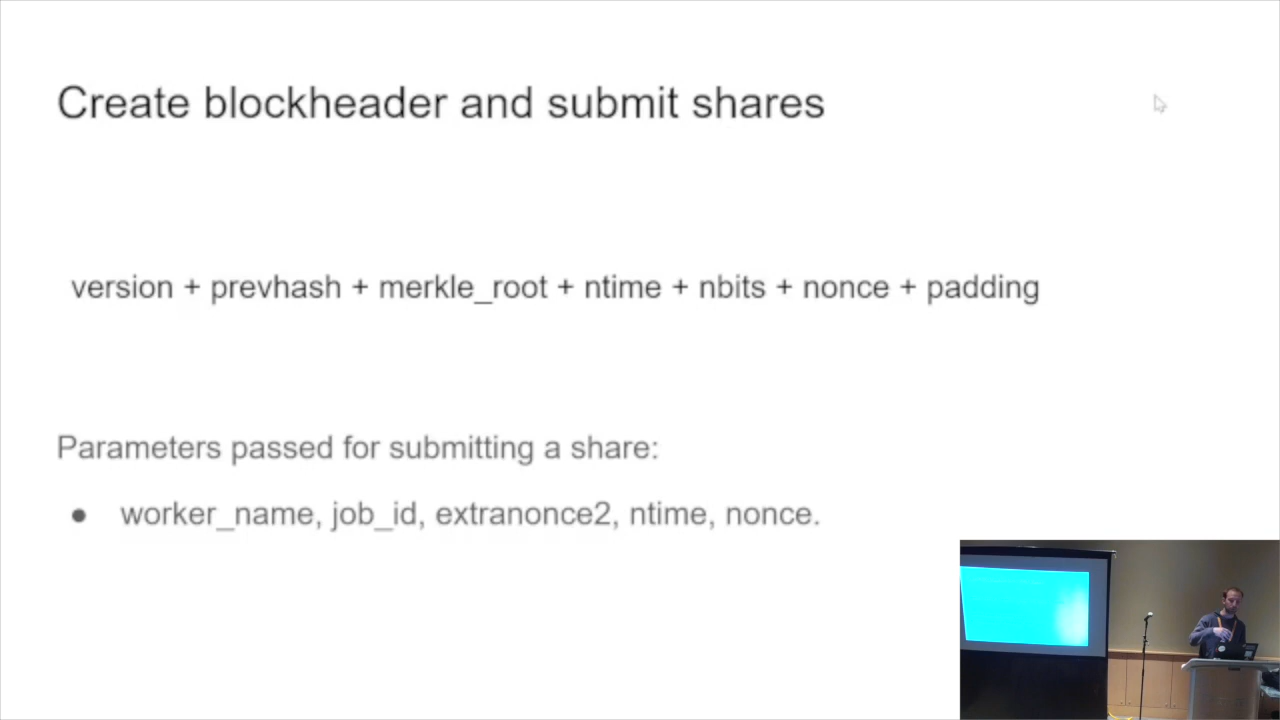 Create blockheader and submit shares
version + prevhash + merkle_root + ntime + nbits + nonce + padding
Parameters passed for submitting a share:
● worker_name, job_id, extranonce2, ntime, nonce.